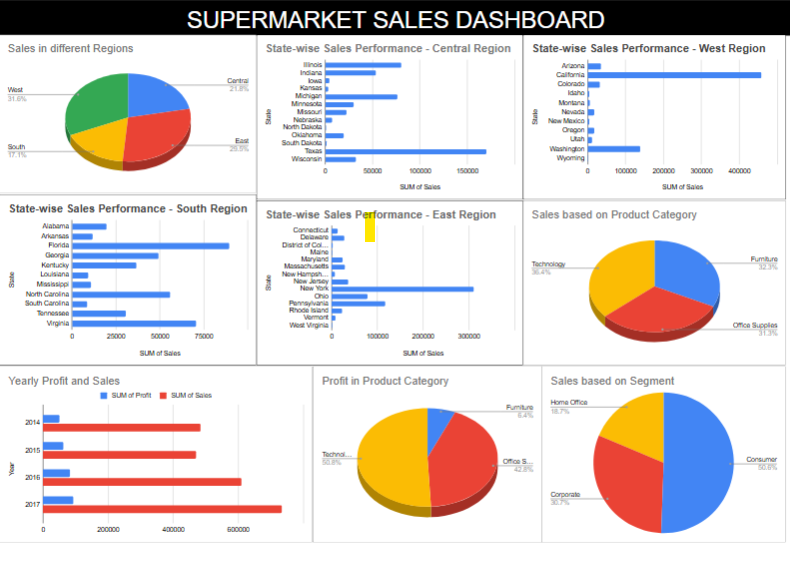 SUPERMARKET SALES DASHBOARD
Sales in different Regions
Central
21.8%
West
31.6%
East
South
17.1%
State-wise Sales Performance - Central Region
State
Illinois
Indiana
Iowa
Kansas
Michigan
Minnesota
Missouri
Nebraska
North Dakota
Oklahoma
South Dakota
Texas
Wisconsin
0 50000 100000 150000
SUM of Sales
State-wise Sales Performance - West Region
State
Arizona
California
Colorado
Idaho
Montana
Nevada
New Mexico
Oregon
Utah
Washington
Wyoming
0 100000 200000 300000 400000
SUM of Sales
State-wise Sales Performance - South Region
State
Alabama
Arkansas
Florida
Georgia
Kentucky
Louisiana
Mississippi
North Carolina
South Carolina
Tennessee
Virginia
0 25000 50000 75000
SUM of Sales
State-wise Sales Performance - East Region
State
Connecticut
Delaware
District of Col...
Maine
Maryland
Massachusetts
New Hampsh...
New Jersey
New York
Ohio
Pennsylvania
Rhode Island
Vermont
West Virginia
0 100000 200000 300000
SUM of Sales
Sales based on Product Category
Technology
36.4%
Furniture
32.3%
Office Supplies
31.3%
Yearly Profit and Sales
SUM of Profit SUM of Sales
Year
2014
2015
2016
2017
0 200000 400000 600000
Profit in Product Category
Furniture
6.4%
Technol...
50.8%
Office S...
42.8%
Sales based on Segment
Home Office
18.7%
Consumer
50.6%
Corporate
30.7%